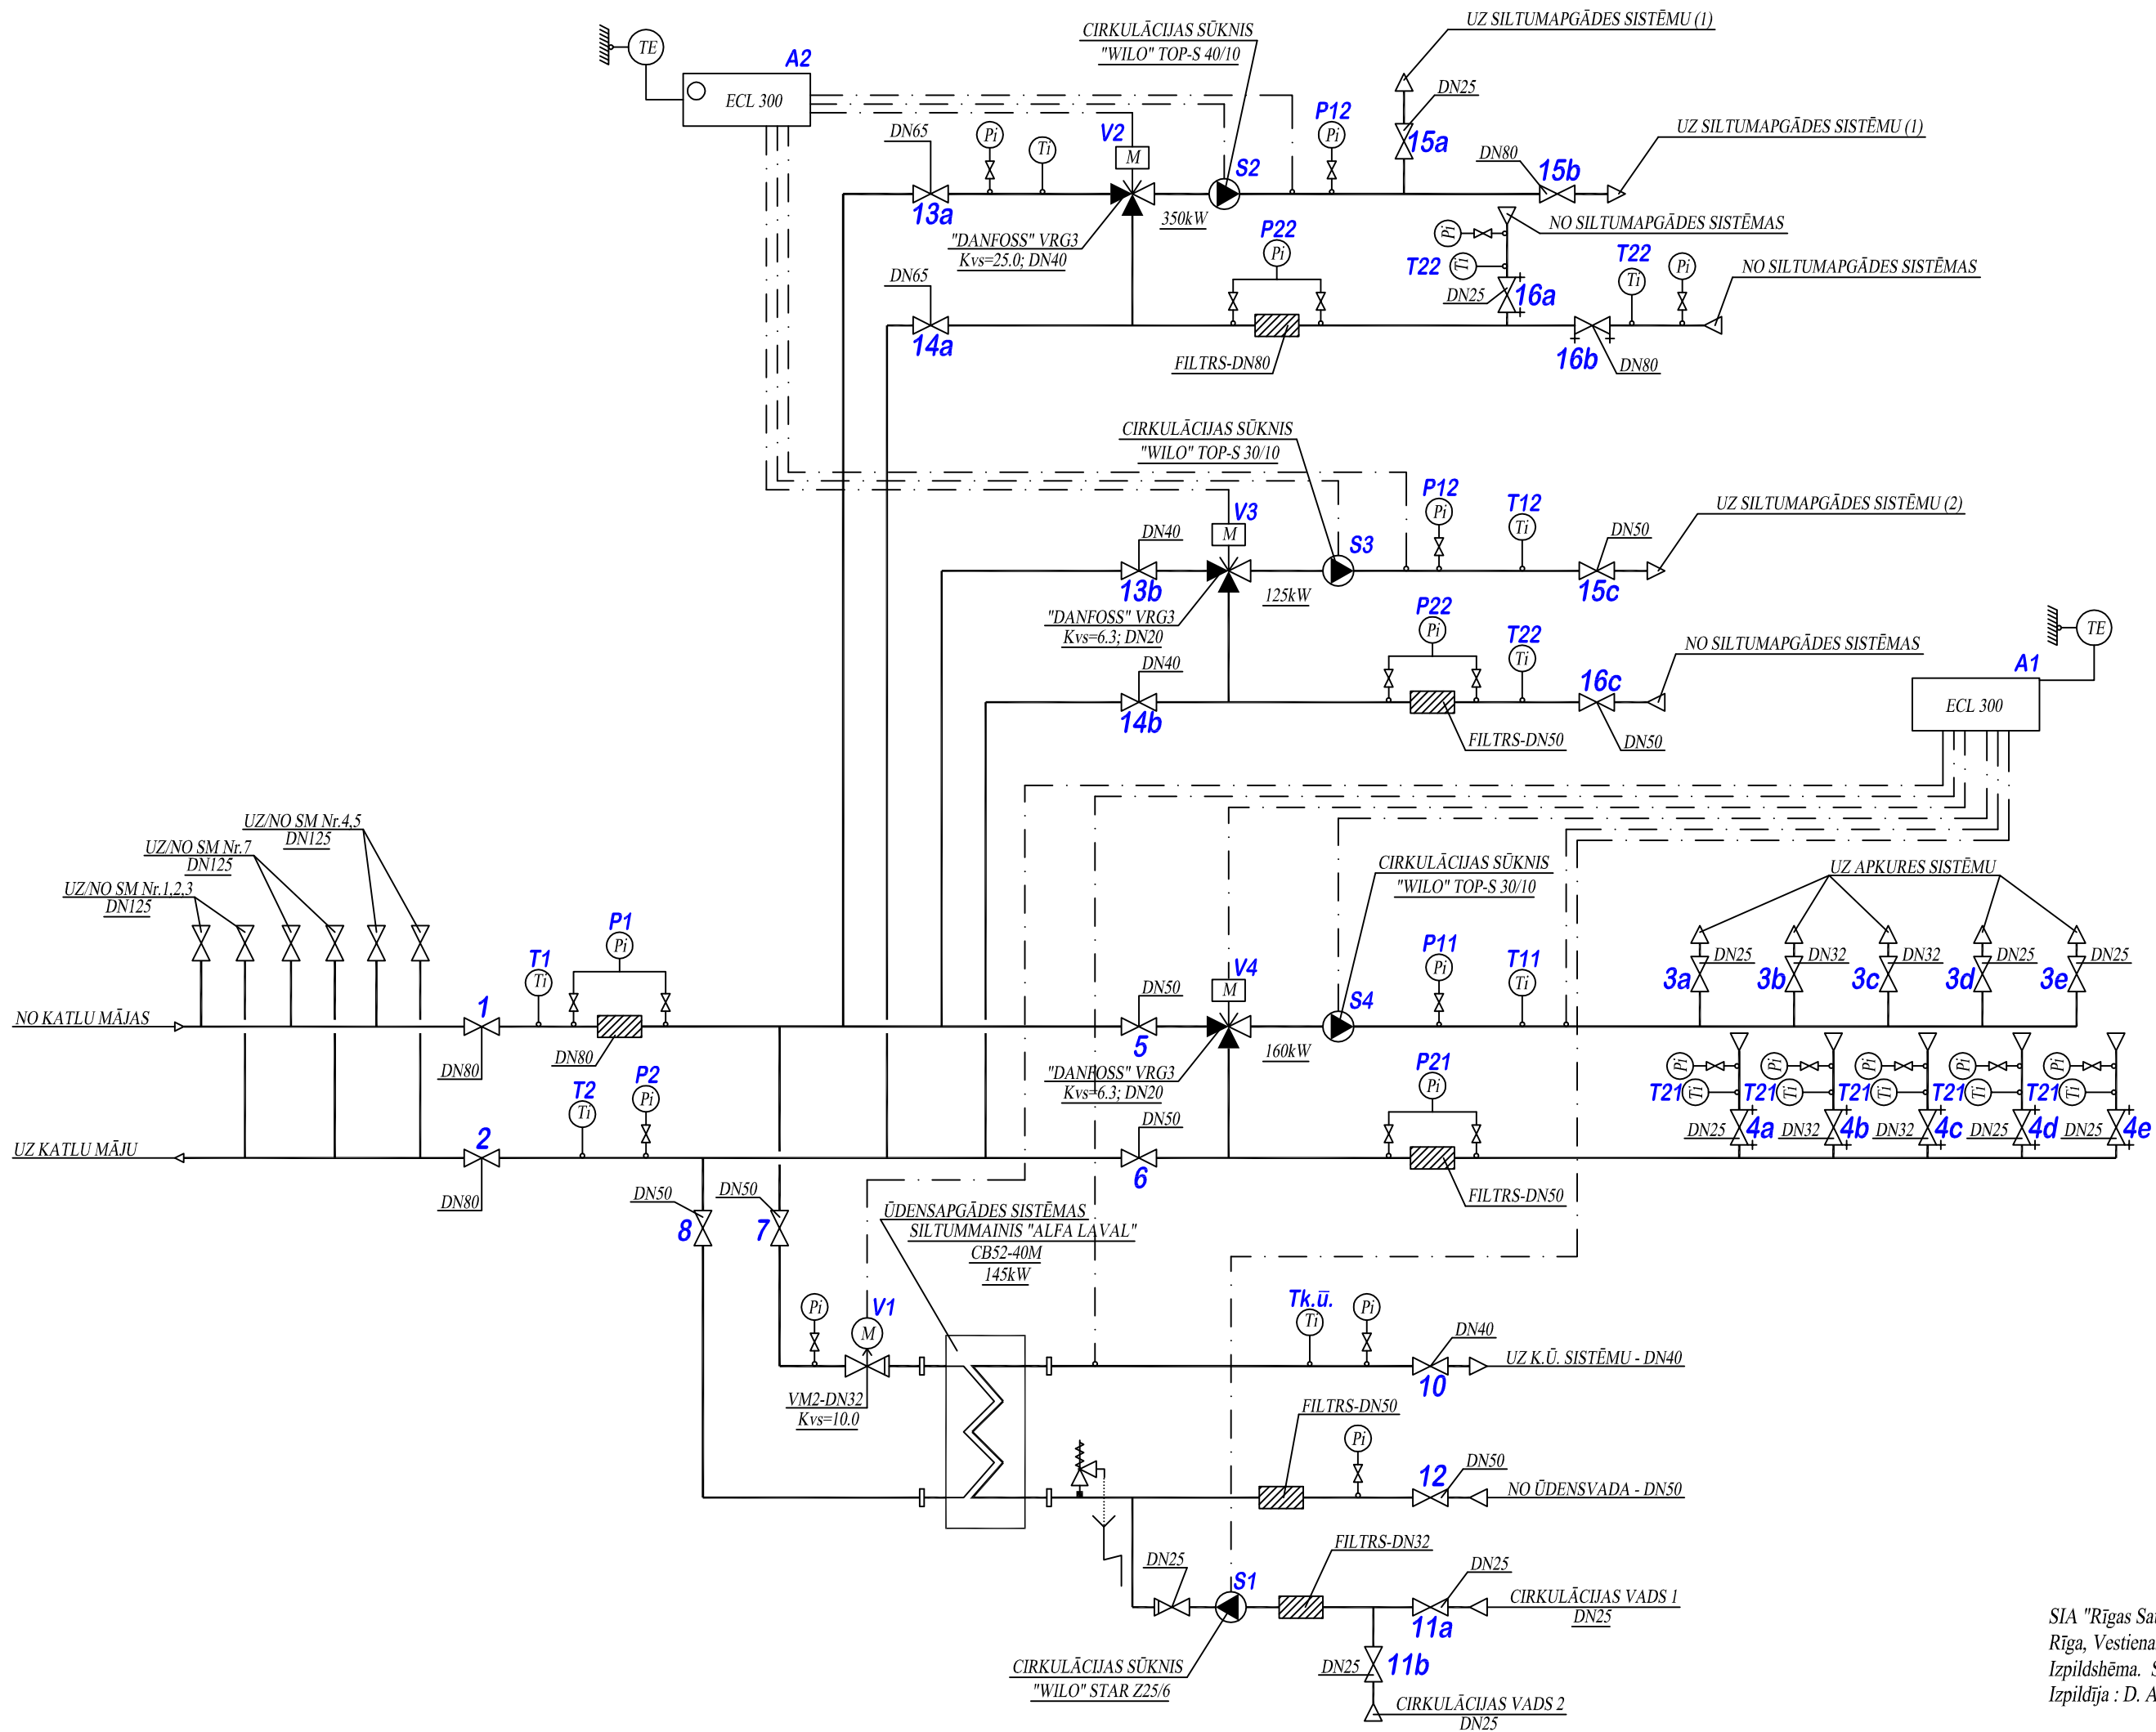 UZ SILTUMAPGĀDES SISTĒMU (1)
CIRKULĀCIJAS SŪKNIS
"WILO" TOP-S 40/10
TE
A2
ECL 300
DN25
P12
Pi
15a
UZ SILTUMAPGĀDES SISTĒMU (1)
DN65
Pi
Ti
V2
M
S2
DN80
15b
13a
350kW
"DANFOSS" VRG3
Kvs=25.0; DN40
P22
Pi
NO SILTUMAPGĀDES SISTĒMAS
Pi
T22
Ti
T22
Ti
Pi
NO SILTUMAPGĀDES SISTĒMAS
DN65
DN25
16a
14a
FILTRS-DN80
16b
DN80
CIRKULĀCIJAS SŪKNIS
"WILO" TOP-S 30/10
P12
Pi
T12
Ti
UZ SILTUMAPGĀDES SISTĒMU (2)
DN40
V3
M
S3
DN50
13b
125kW
15c
"DANFOSS" VRG3
Kvs=6.3; DN20
P22
Pi
T22
Ti
NO SILTUMAPGĀDES SISTĒMAS
TE
A1
ECL 300
DN40
16c
14b
FILTRS-DN50
DN50
UZ/NO SM Nr.4,5
DN125
UZ/NO SM Nr.7
DN125
UZ/NO SM Nr.1,2,3
DN125
CIRKULĀCIJAS SŪKNIS
"WILO" TOP-S 30/10
UZ APKURES SISTĒMU
P1
Pi
T1
Ti
P11
Pi
T11
Ti
DN25
DN32
DN32
DN25
DN25
3a
3b
3c
3d
3e
V4
M
DN50
S4
NO KATLU MĀJAS
1
5
160kW
DN80
DN80
"DANFOSS" VRG3
Kvs=6.3; DN20
T2
Ti
P2
Pi
P21
Pi
Pi
Pi
Pi
Pi
Pi
T21
Ti
T21
Ti
T21
Ti
T21
Ti
T21
Ti
DN50
DN25
4a
DN32
4b
DN32
4c
DN25
4d
DN25
4e
UZ KATLU MĀJU
2
6
DN80
FILTRS-DN50
DN50
DN50
8
7
ŪDENSAPGĀDES SISTĒMAS
SILTUMMAINIS "ALFA LAVAL"
CB52-40M
145kW
Pi
V1
M
Tk.ū.
Ti
Pi
DN40
UZ K.Ū. SISTĒMU - DN40
10
VM2-DN32
Kvs=10.0
FILTRS-DN50
Pi
12
DN50
NO ŪDENSVADA - DN50
FILTRS-DN32
DN25
S1
DN25
CIRKULĀCIJAS VADS 1
DN25
11a
DN25
11b
CIRKULĀCIJAS SŪKNIS
"WILO" STAR Z25/6
CIRKULĀCIJAS VADS 2
DN25
SIA "Rīgas
Rīga,
Izpildshēma.
Izpildīja : D.